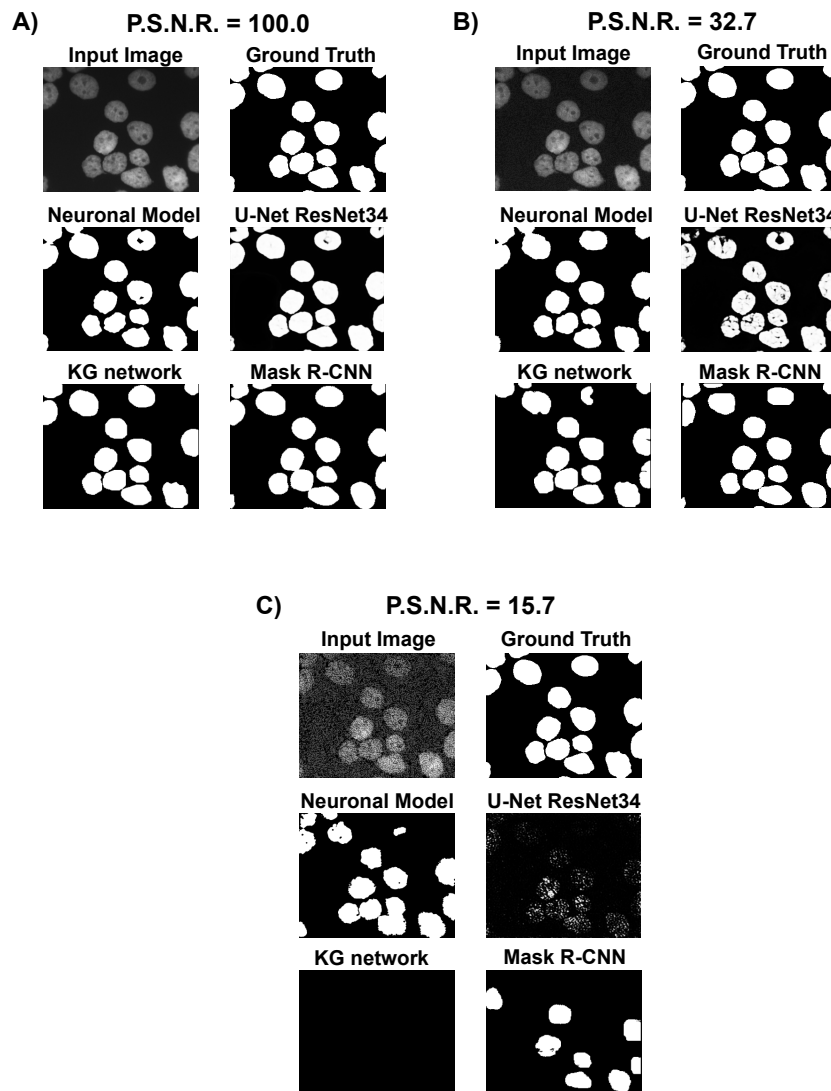 A) P.S.N.R. = 100.0
Input Image Ground Truth
Neuronal Model U-Net ResNet34
KG network Mask R-CNN
B) P.S.N.R. = 32.7
Input Image Ground Truth
Neuronal Model U-Net ResNet34
KG network Mask R-CNN
C) P.S.N.R. = 15.7
Input Image Ground Truth
Neuronal Model U-Net ResNet34
KG network Mask R-CNN